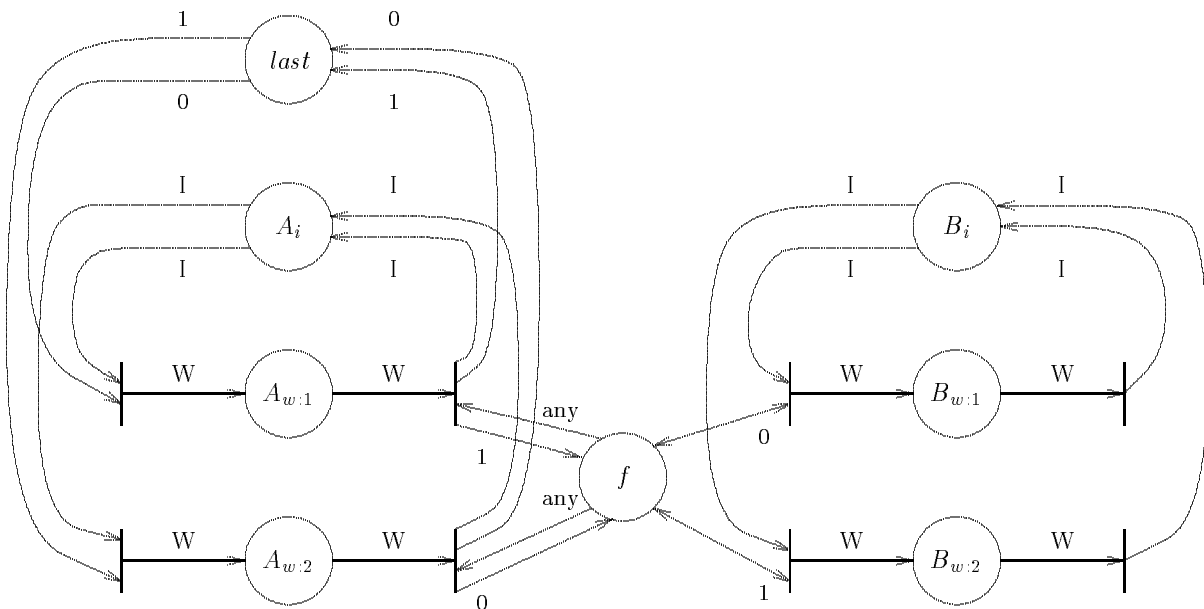 1 0
last
0 1
I I I I
A_i B_i
I I I I
W W W W
A_{w:1} B_{w:1}
any
1 0
f
any
W W W W
A_{w:2} B_{w:2}
0 1